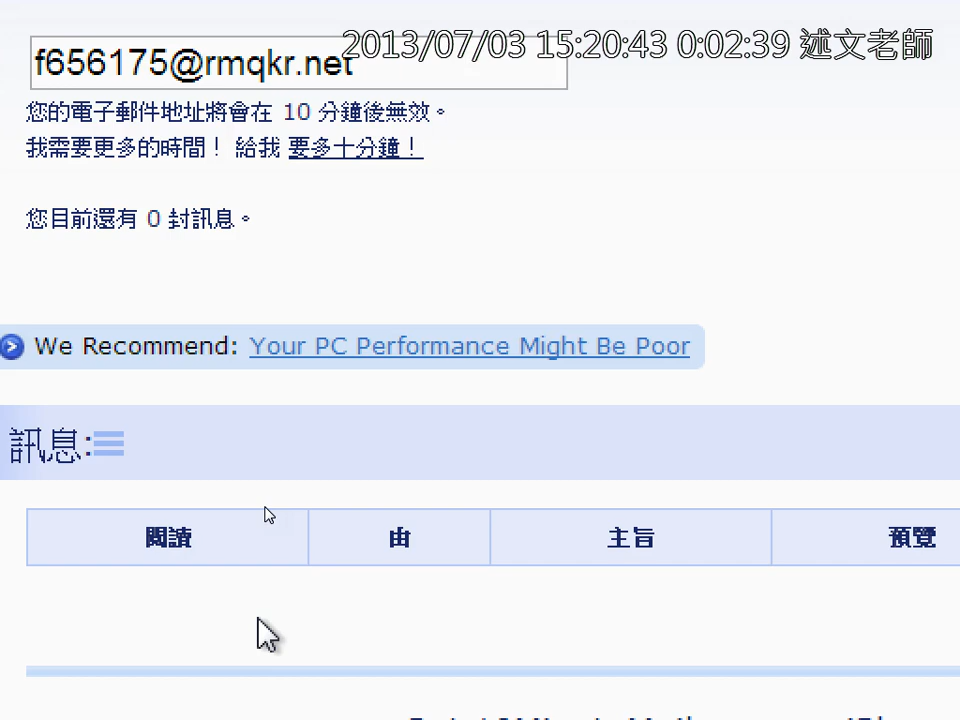 2013/07/03 15:20:43 0:02:39 述文老師
f656175@rmqkr.net
您的電子郵件地址將會在 10 分鐘後無效。
我需要更多的時間！ 給我 要多十分鐘！
您目前還有 0 封訊息。
We Recommend: Your PC Performance Might Be Poor
訊息:
閱讀 由 主旨 預覽